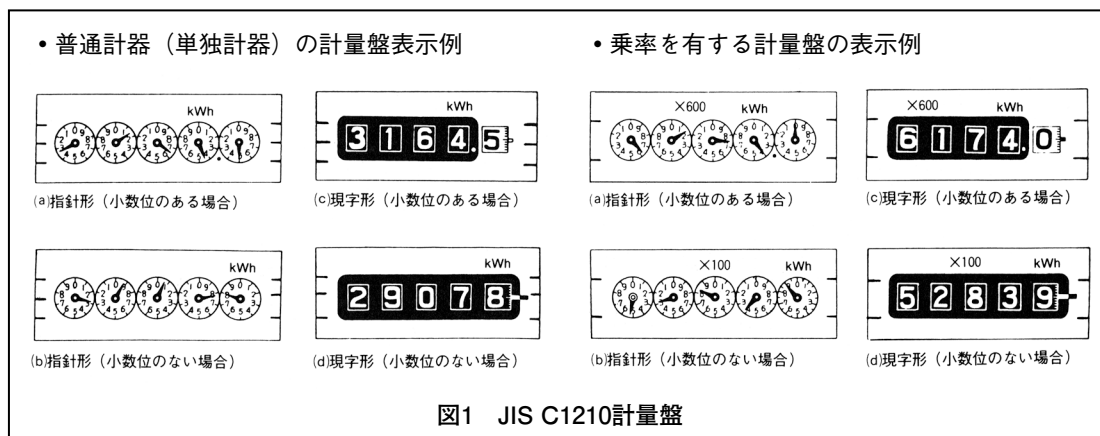 • 普通計器（単独計器）の計量盤表示例
kWh
(a)指針形（小数位のある場合）
kWh
3 1 6 4.5
(c)現字形（小数位のある場合）
kWh
(b)指針形（小数位のない場合）
kWh
2 9 0 7 8
(d)現字形（小数位のない場合）
• 乗率を有する計量盤の表示例
×600 kWh
(a)指針形（小数位のある場合）
×600 kWh
6 1 7 4.0
(c)現字形（小数位のある場合）
×100 kWh
(b)指針形（小数位のない場合）
×100 kWh
5 2 8 3 9
(d)現字形（小数位のない場合）
図1 JIS C1210計量盤